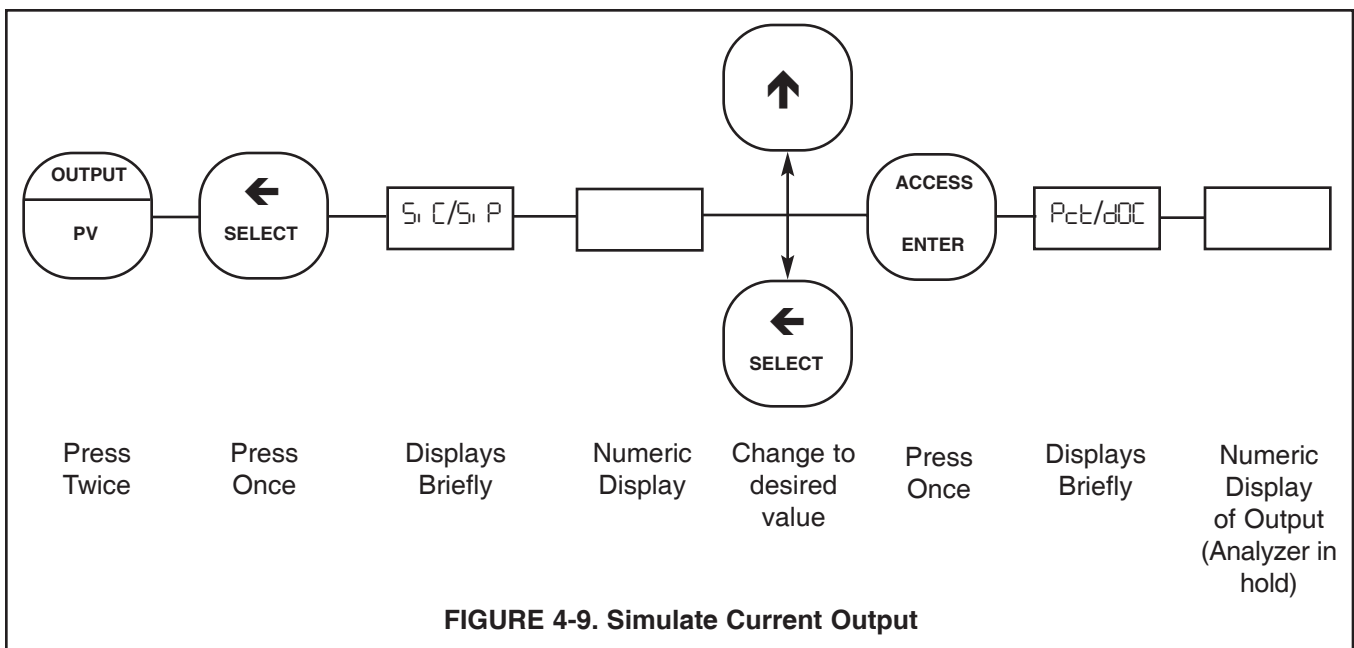 OUTPUT
PV
←
SELECT
SiC/SiP
↑
←
SELECT
ACCESS
ENTER
Pct/dOC
Press
Twice
Press
Once
Displays
Briefly
Numeric
Display
Change to
desired
value
Press
Once
Displays
Briefly
Numeric
Display
of Output
(Analyzer in
hold)
FIGURE 4-9. Simulate Current Output